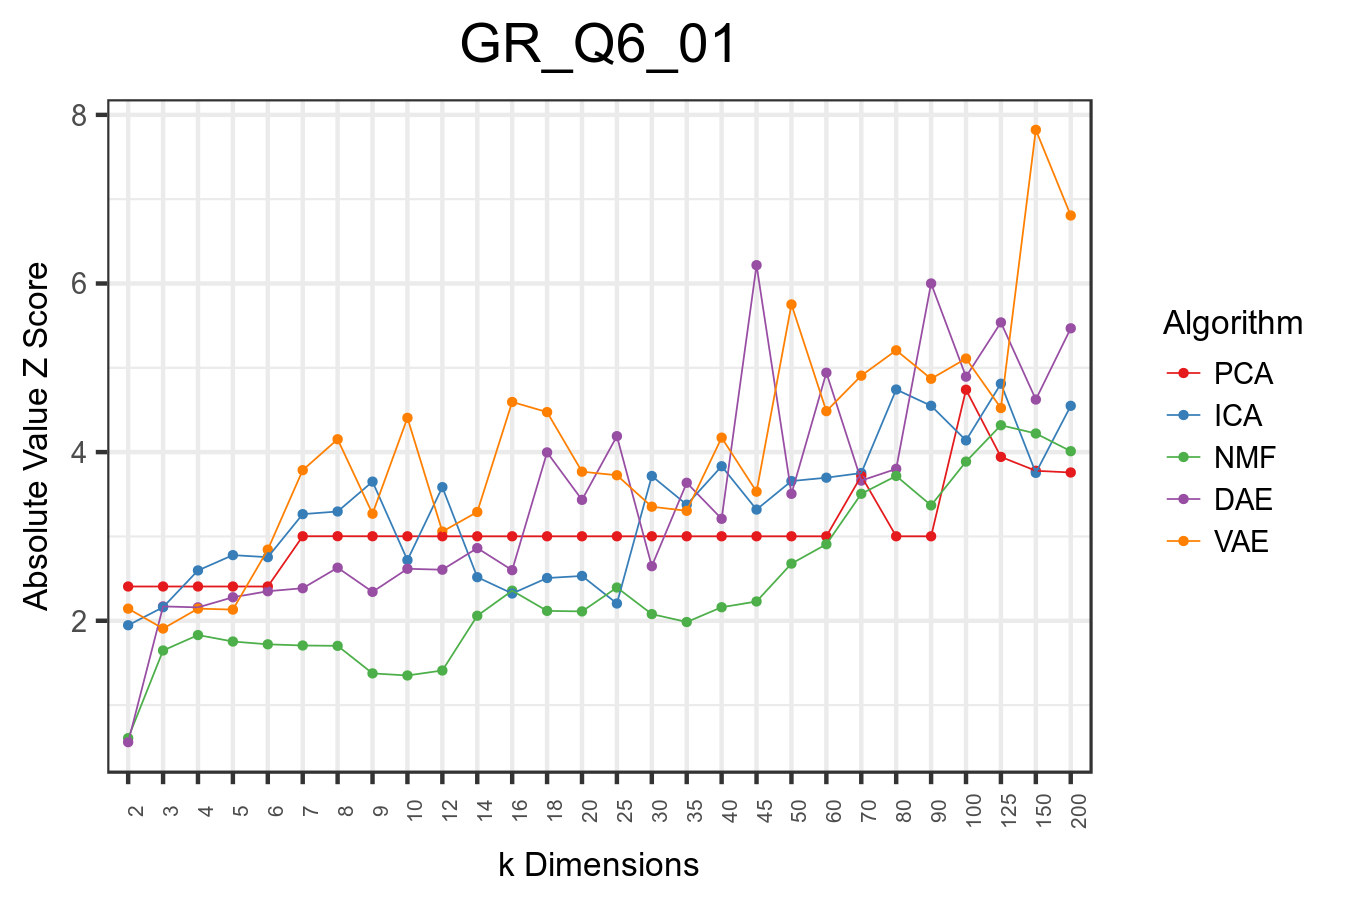 GR_Q6_01
Absolute Value Z Score
8
6
4
2
2 3 4 5 6 7 8 9 10 12 14 16 18 20 25 30 35 40 45 50 60 70 80 90 100 125 150 200
k Dimensions
Algorithm
PCA
ICA
NMF
DAE
VAE